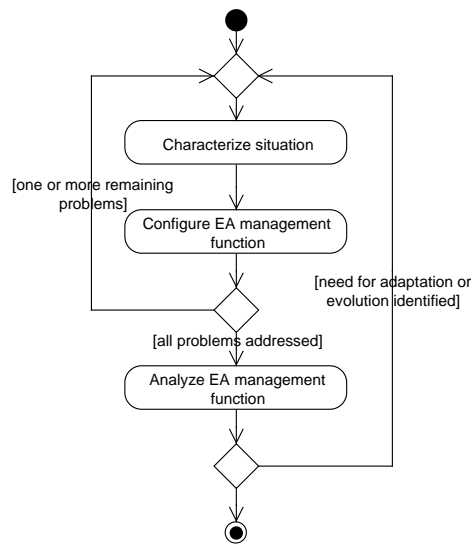 Characterize situation
[one or more remaining
problems]
Configure EA management
function
[need for adaptation or
evolution identified]
[all problems addressed]
Analyze EA management
function